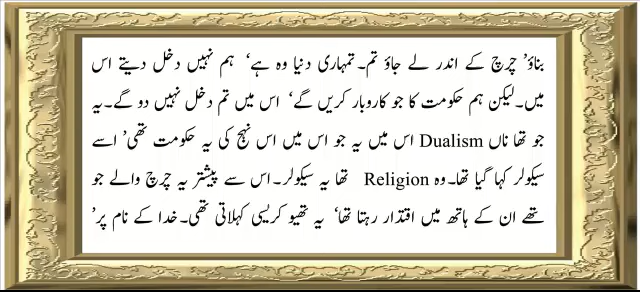 بناؤ’ چرچ کے اندر لے جاؤ تم۔ تمہاری دنیا وہ ہے‘ ہم نہیں دخل دیتے اس
میں۔ لیکن ہم حکومت کا جو کاروبار کریں گے‘ اس میں تم دخل نہیں دو گے۔ یہ
جو تھا ناں Dualism اس میں یہ جو اس میں اس نہج کی یہ حکومت تھی’ اسے
سیکولر کہا گیا تھا۔ وہ Religion تھا یہ سیکولر۔ اس سے پیشتر یہ چرچ والے جو
تھے ان کے ہاتھ میں اقتدار رہتا تھا‘ یہ تھیو کریسی کہلاتی تھی۔ خدا کے نام پر’